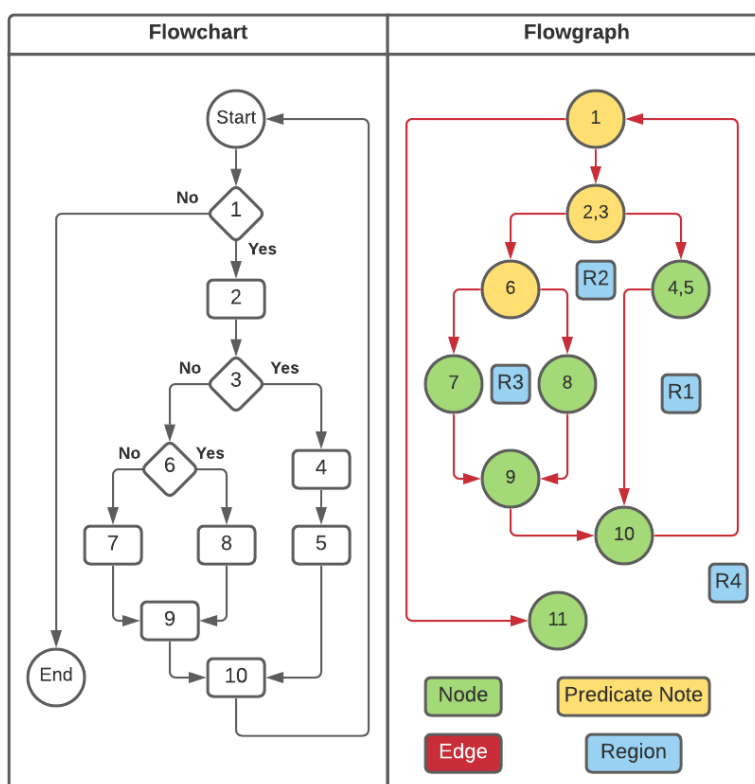 Flowchart
Flowgraph
Start
No
1
Yes
2
No
3
Yes
No
6
Yes
4
7
8
5
9
10
End
1
2,3
R2
6
4,5
7
R3
8
R1
9
10
R4
11
Node
Predicate Note
Edge
Region